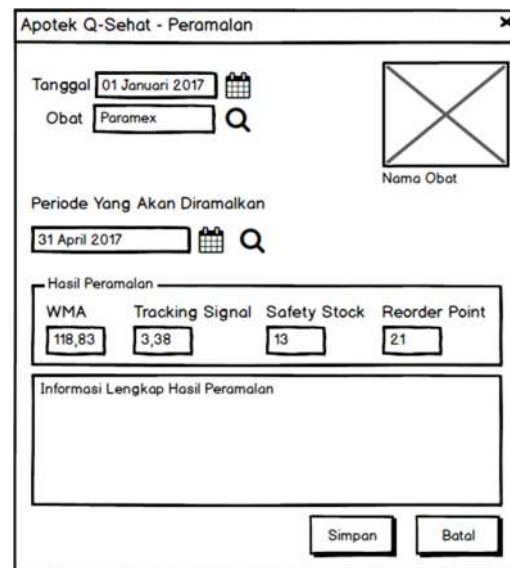 Apotek Q-Sehat - Peramalan
Tanggal 01 Januari 2017
Obat Paramex
Nama Obat
Periode Yang Akan Diramalkan
31 April 2017
Hasil Peramalan
WMA Tracking Signal Safety Stock Reorder Point
118,83 3,38 13 21
Informasi Lengkap Hasil Peramalan
Simpan Batal